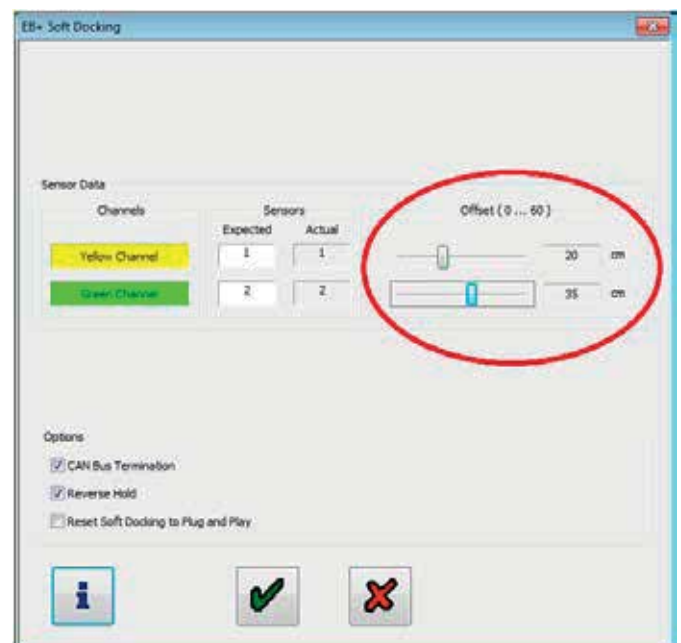 EB+ Soft Docking
Sensor Data
Channels
Sensors
Offset ( 0 ... 60 )
Expected Actual
Yellow Channel 1 1 20 cm
Green Channel 2 2 35 cm
Options
CAN Bus Termination
Reverse Hold
Reset Soft Docking to Plug and Play
i